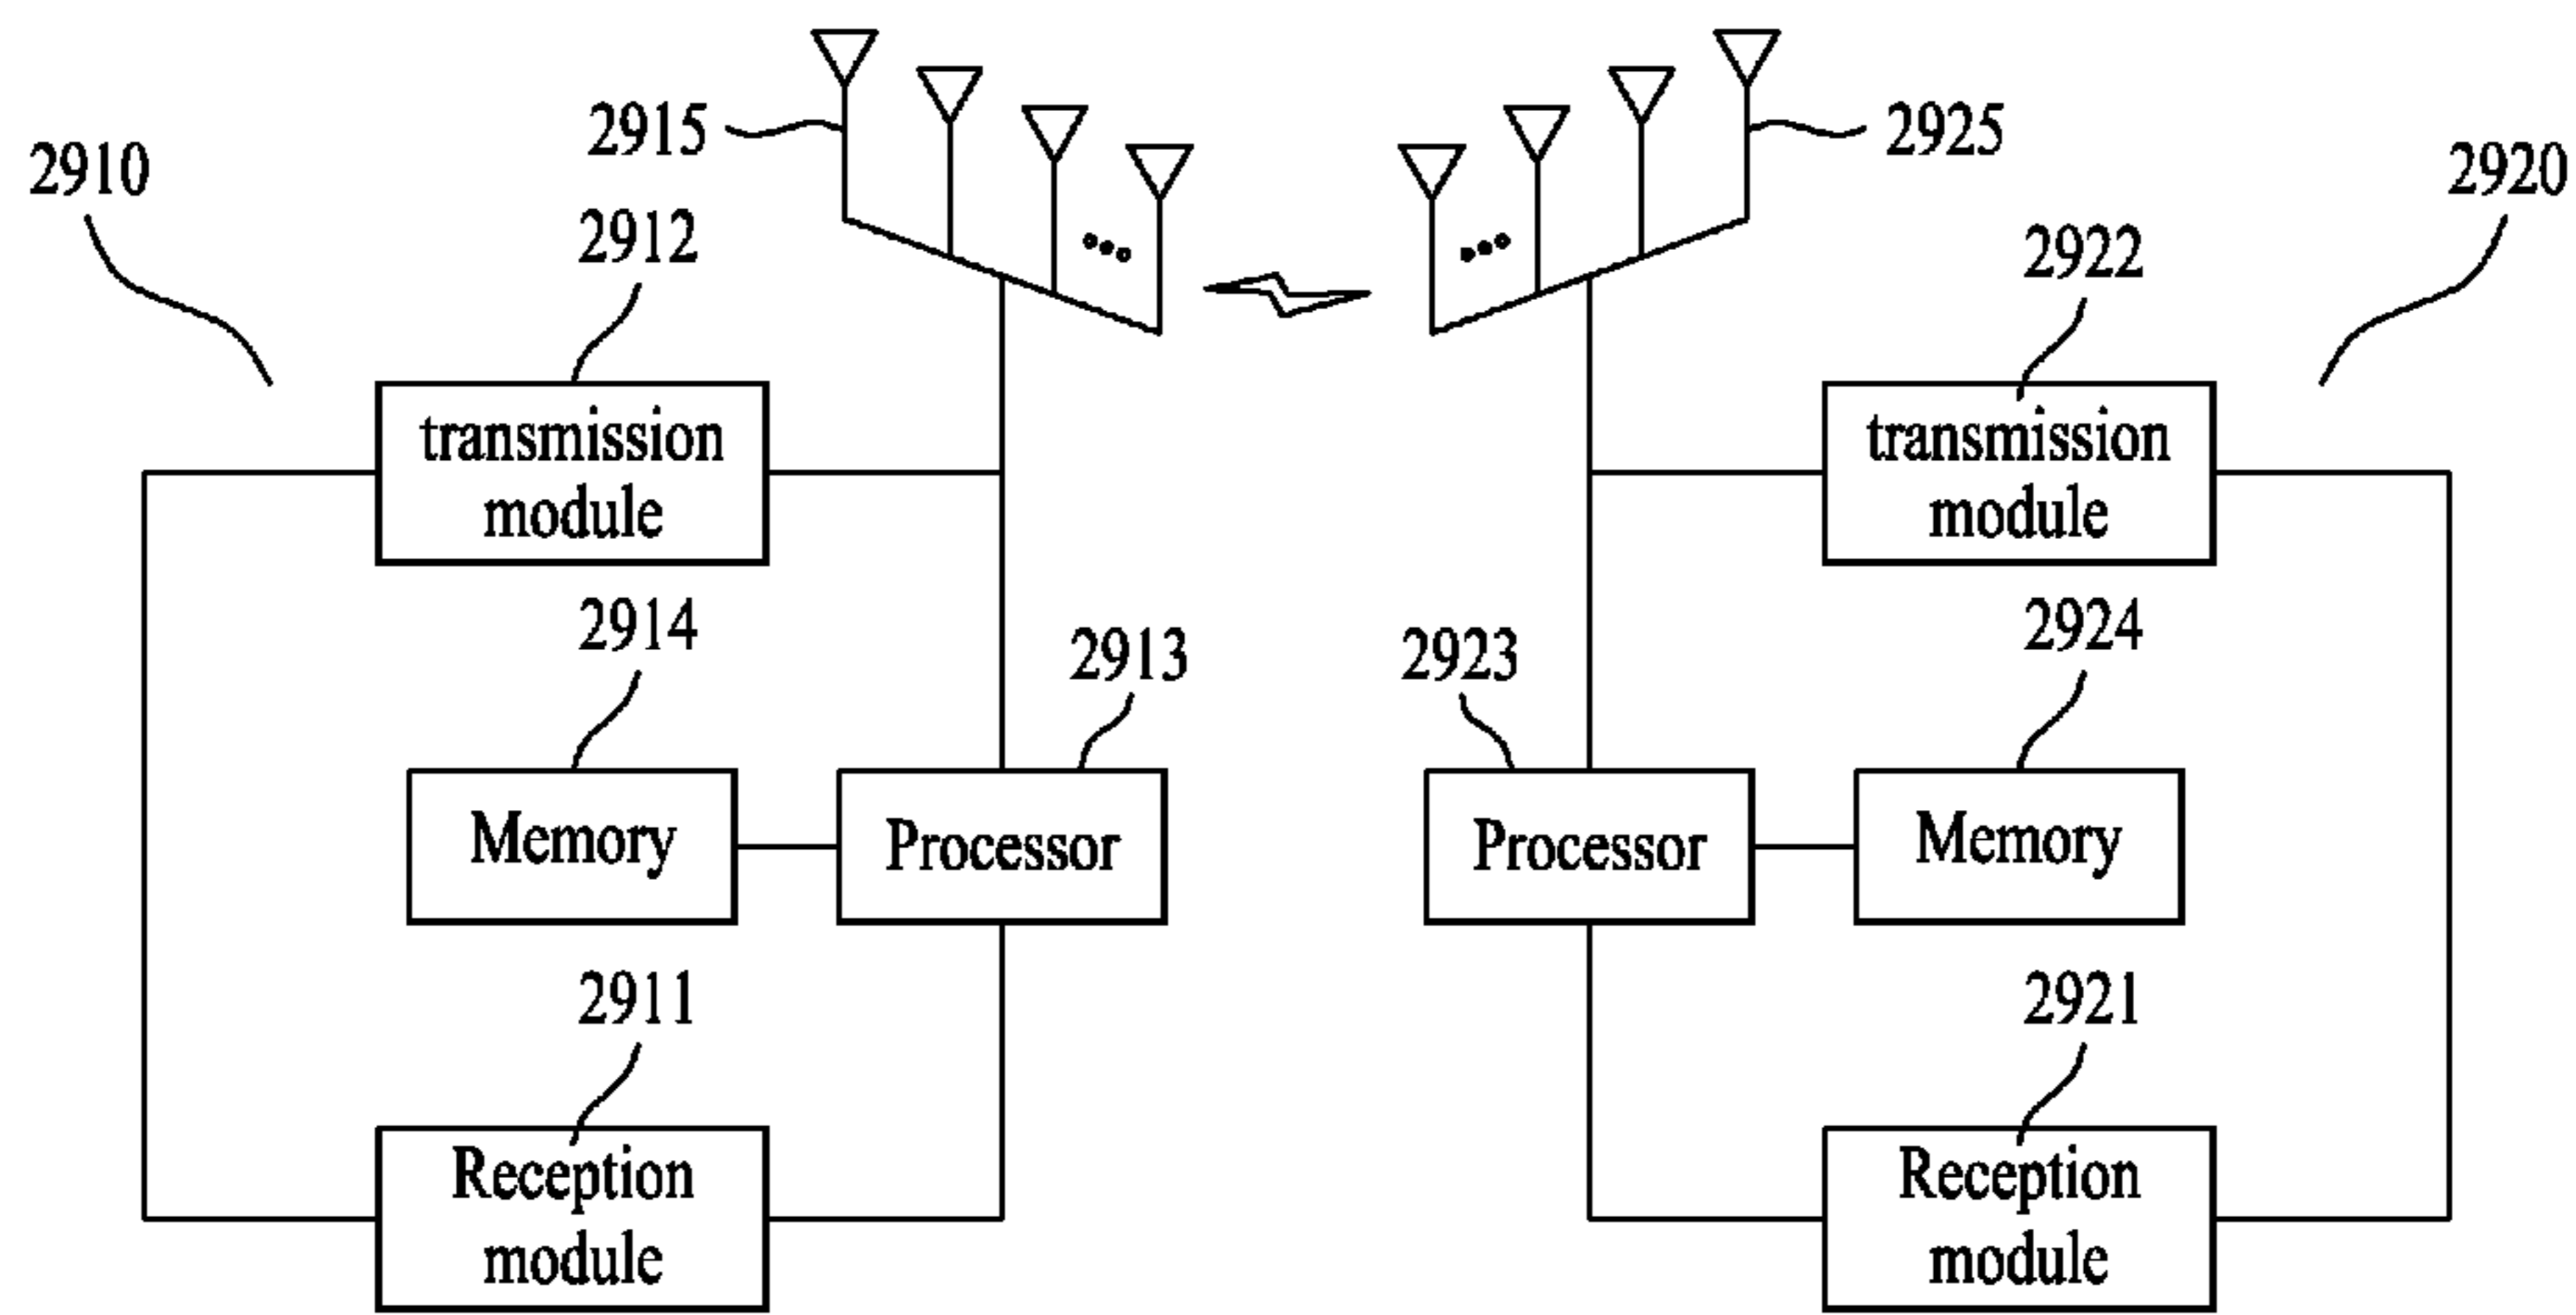 2915
2925
2910
2920
2912
2922
transmission
module
transmission
module
2914
2924
2913
2923
Memory
Processor
Processor
Memory
2911
2921
Reception
module
Reception
module